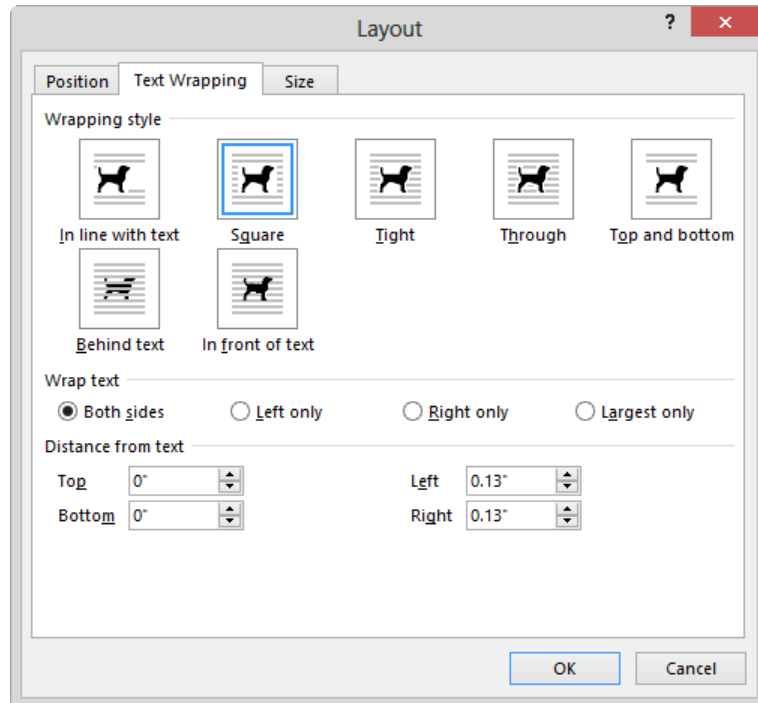 Layout ? ×
Position Text Wrapping Size
Wrapping style
In line with text Square Tight Through Top and bottom
Behind text In front of text
Wrap text
Both sides Left only Right only Largest only
Distance from text
Top 0" Left 0.13"
Bottom 0" Right 0.13"
OK Cancel